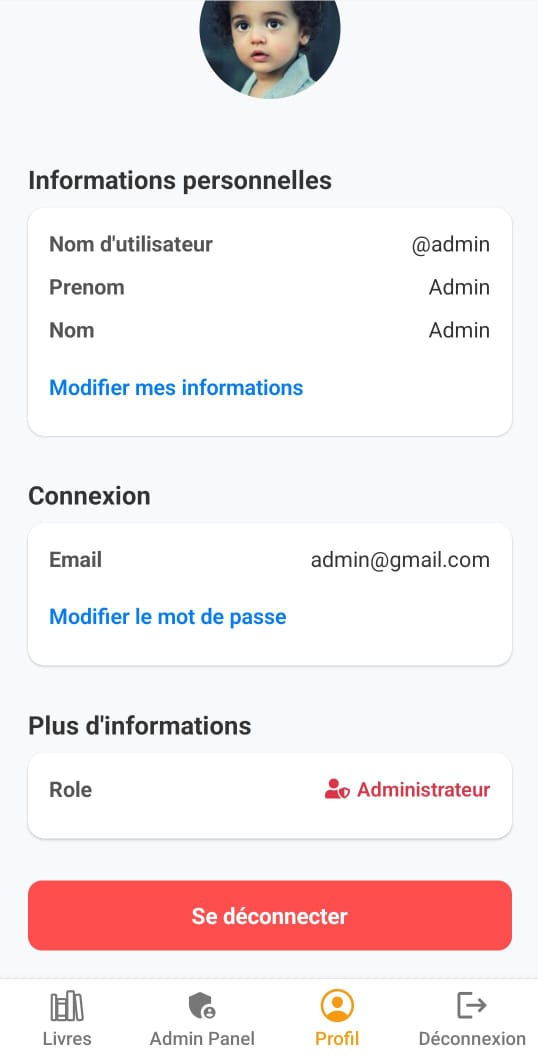 Informations personnelles
Nom d'utilisateur @admin
Prenom Admin
Nom Admin
Modifier mes informations
Connexion
Email admin@gmail.com
Modifier le mot de passe
Plus d'informations
Role Administrateur
Se déconnecter
Livres Admin Panel Profil Déconnexion